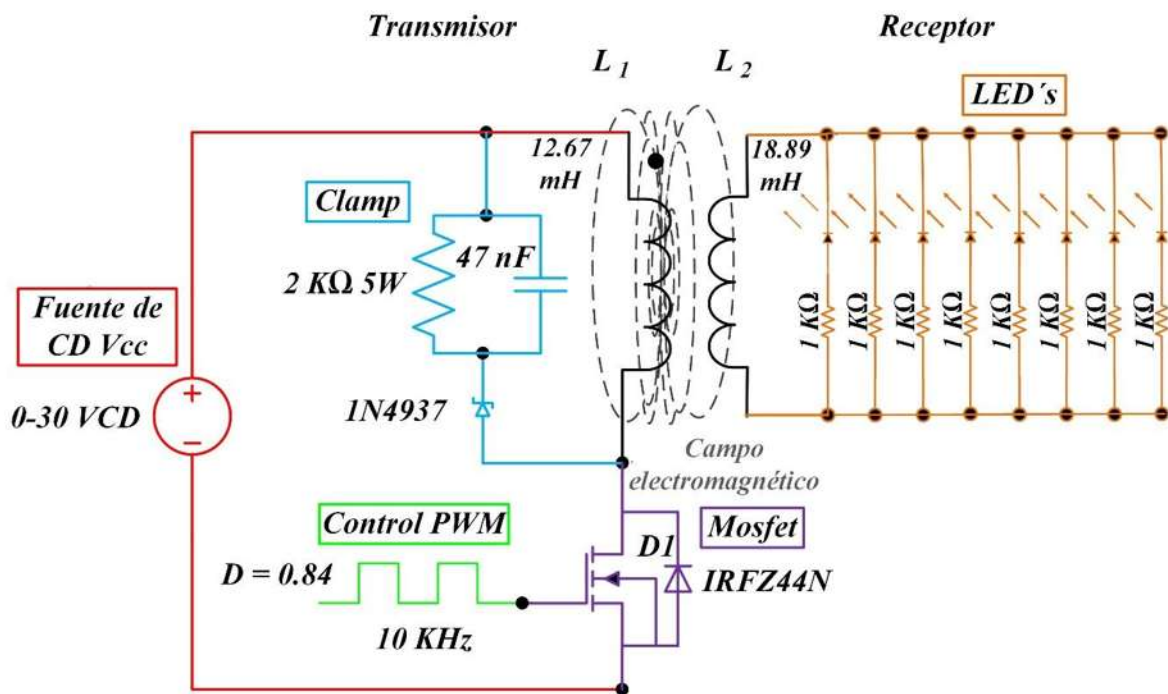 Transmisor
Receptor
L 1
L 2
LED´s
12.67
mH
18.89
mH
Clamp
47 nF
2 KΩ 5W
1 KΩ
1 KΩ
1 KΩ
1 KΩ
1 KΩ
1 KΩ
1 KΩ
1 KΩ
Fuente de
CD Vcc
+
−
0-30 VCD
1N4937
Campo
electromagnético
Control PWM
Mosfet
D1
D = 0.84
IRFZ44N
10 KHz